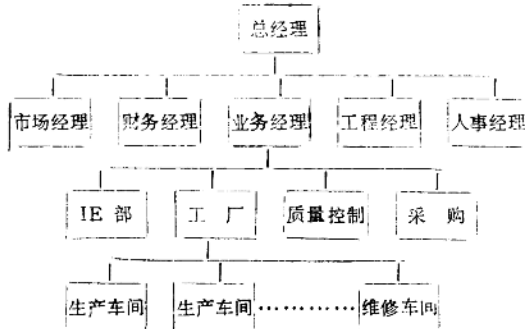 总经理
市场经理 财务经理 业务经理 工程经理 人事经理
IE 部 工 厂 质量控制 采 购
生产车间 生产车间…………维修车间